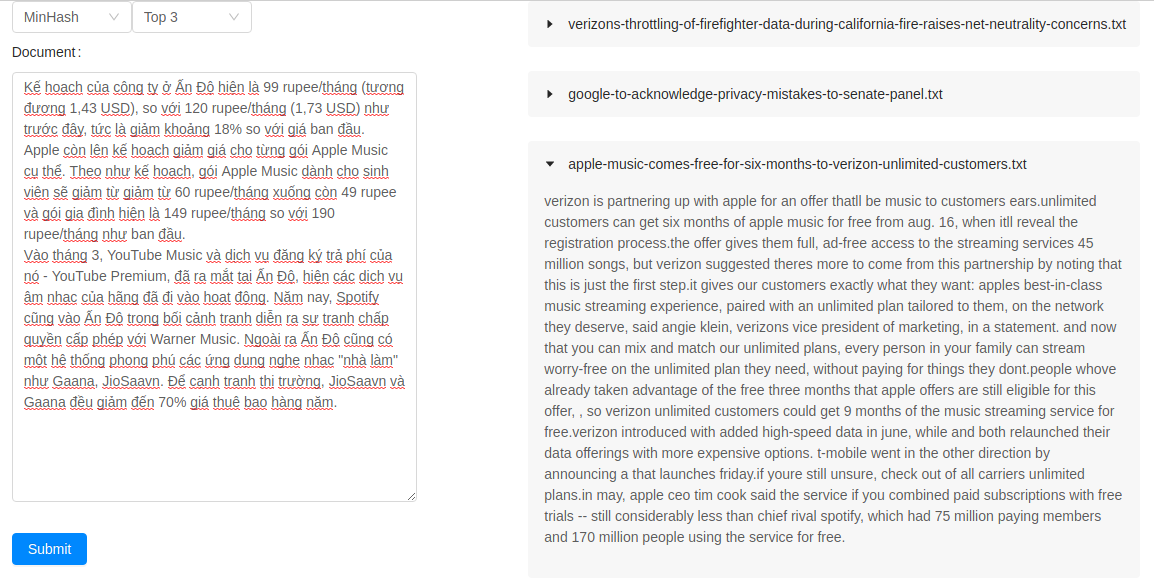 MinHash
Top 3
Document :
Kế hoạch của công ty ở Ấn Độ hiện là 99 rupee/tháng (tương
đương 1,43 USD), so với 120 rupee/tháng (1,73 USD) như
trước đây, tức là giảm khoảng 18% so với giá ban đầu.
Apple còn lên kế hoạch giảm giá cho từng gói Apple Music
cụ thể. Theo như kế hoạch, gói Apple Music dành cho sinh
viên sẽ giảm từ giảm từ 60 rupee/tháng xuống còn 49 rupee
và gói gia đình hiện là 149 rupee/tháng so với 190
rupee/tháng như ban đầu.
Vào tháng 3, YouTube Music và dịch vụ đăng ký trả phí của
nó - YouTube Premium, đã ra mắt tại Ấn Độ, hiện các dịch vụ
âm nhạc của hãng đã đi vào hoạt động. Năm nay, Spotify
cũng vào Ấn Độ trong bối cảnh tranh diễn ra sự tranh chấp
quyền cấp phép với Warner Music. Ngoài ra Ấn Độ cũng có
một hệ thống phong phú các ứng dụng nghe nhạc "nhà làm"
như Gaana, JioSaavn. Để cạnh tranh thị trường, JioSaavn và
Gaana đều giảm đến 70% giá thuê bao hàng năm.
Submit
verizons-throttling-of-firefighter-data-during-california-fire-raises-net-neutrality-concerns.txt
google-to-acknowledge-privacy-mistakes-to-senate-panel.txt
apple-music-comes-free-for-six-months-to-verizon-unlimited-customers.txt
verizon is partnering up with apple for an offer thatll be music to customers ears.unlimited
customers can get six months of apple music for free from aug. 16, when itll reveal the
registration process.the offer gives them full, ad-free access to the streaming services 45
million songs, but verizon suggested theres more to come from this partnership by noting that
this is just the first step.it gives our customers exactly what they want: apples best-in-class
music streaming experience, paired with an unlimited plan tailored to them, on the network
they deserve, said angie klein, verizons vice president of marketing, in a statement. and now
that you can mix and match our unlimited plans, every person in your family can stream
worry-free on the unlimited plan they need, without paying for things they dont.people whove
already taken advantage of the free three months that apple offers are still eligible for this
offer, , so verizon unlimited customers could get 9 months of the music streaming service for
free.verizon introduced with added high-speed data in june, while and both relaunched their
data offerings with more expensive options. t-mobile went in the other direction by
announcing a that launches friday.if youre still unsure, check out of all carriers unlimited
plans.in may, apple ceo tim cook said the service if you combined paid subscriptions with free
trials -- still considerably less than chief rival spotify, which had 75 million paying members
and 170 million people using the service for free.